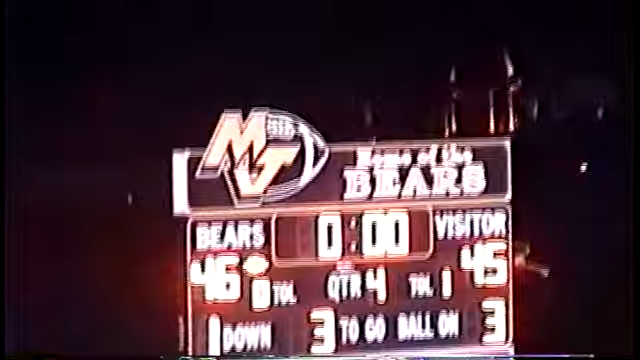 MV
Home of the
BEARS
BEARS 0:00 VISITOR
46 0 TOL QTR 4 TOL 1 45
1 DOWN 3 TO GO BALL ON 3